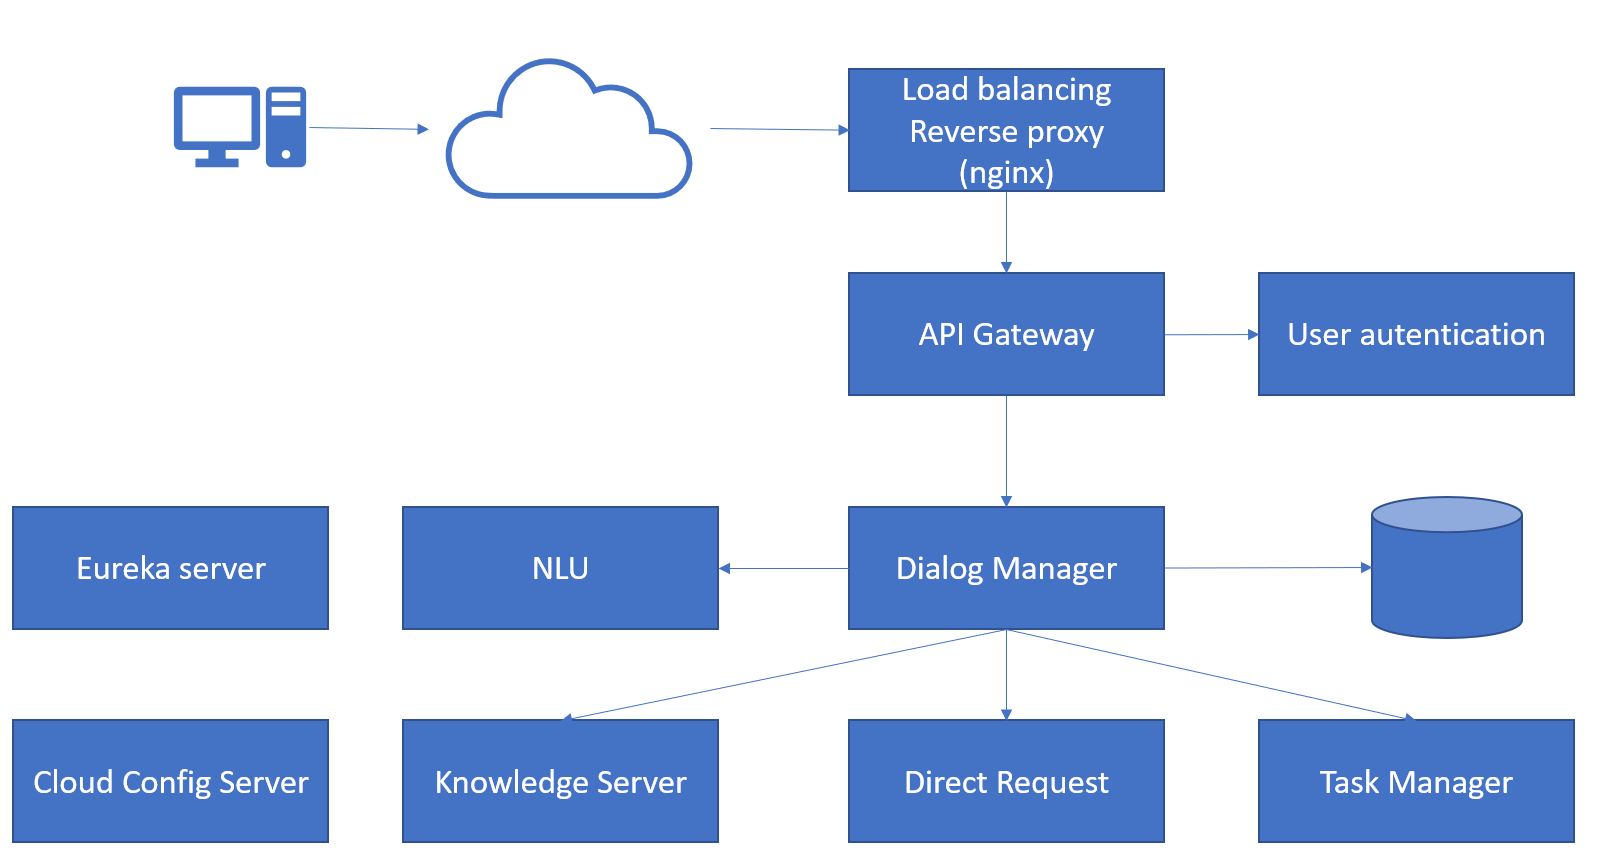 Load balancing
Reverse proxy
(nginx)
API Gateway
User autentication
Eureka server
NLU
Dialog Manager
Cloud Config Server
Knowledge Server
Direct Request
Task Manager